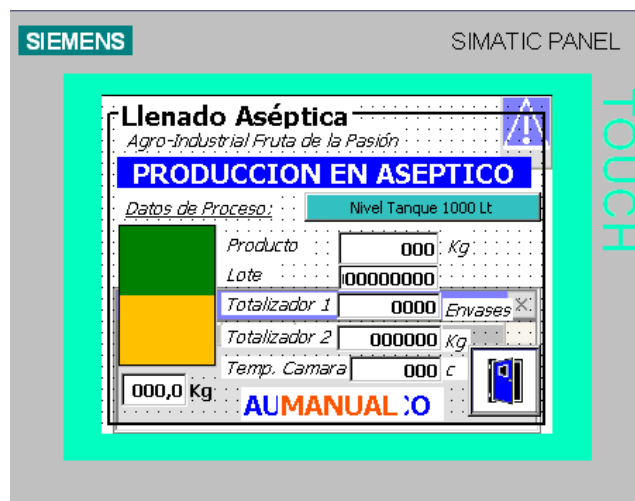 SIEMENS
SIMATIC PANEL
TOUCH
Llenado Aséptica
Agro-Industrial Fruta de la Pasión
PRODUCCION EN ASEPTICO
Datos de Proceso:
Nivel Tanque 1000 Lt
Producto 000 Kg
Lote 00000000
Totalizador 1 0000 Envases
Totalizador 2 000000 Kg
Temp. Camara 000 c
000,0 Kg
MANUAL